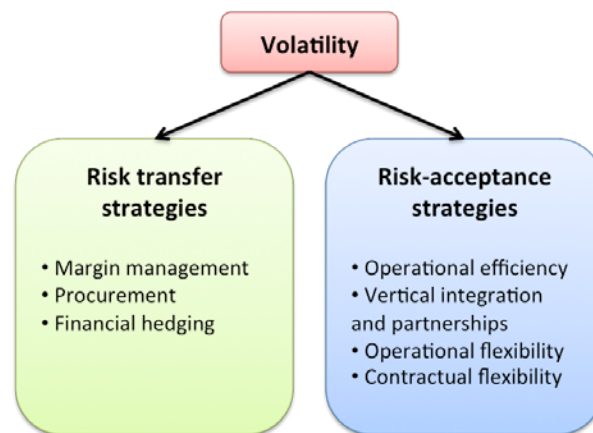 Volatility
Risk transfer
strategies
• Margin management
• Procurement
• Financial hedging
Risk-acceptance
strategies
• Operational efficiency
• Vertical integration
and partnerships
• Operational flexibility
• Contractual flexibility